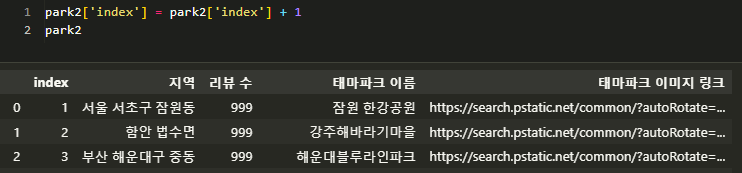 1 park2['index'] = park2['index'] + 1
2 park2
index 지역 리뷰 수 테마파크 이름 테마파크 이미지 링크
0 1 서울 서초구 잠원동 999 잠원 한강공원 https://search.pstatic.net/common/?autoRotate=...
1 2 함안 법수면 999 강주해바라기마을 https://search.pstatic.net/common/?autoRotate=...
2 3 부산 해운대구 중동 999 해운대블루라인파크 https://search.pstatic.net/common/?autoRotate=...